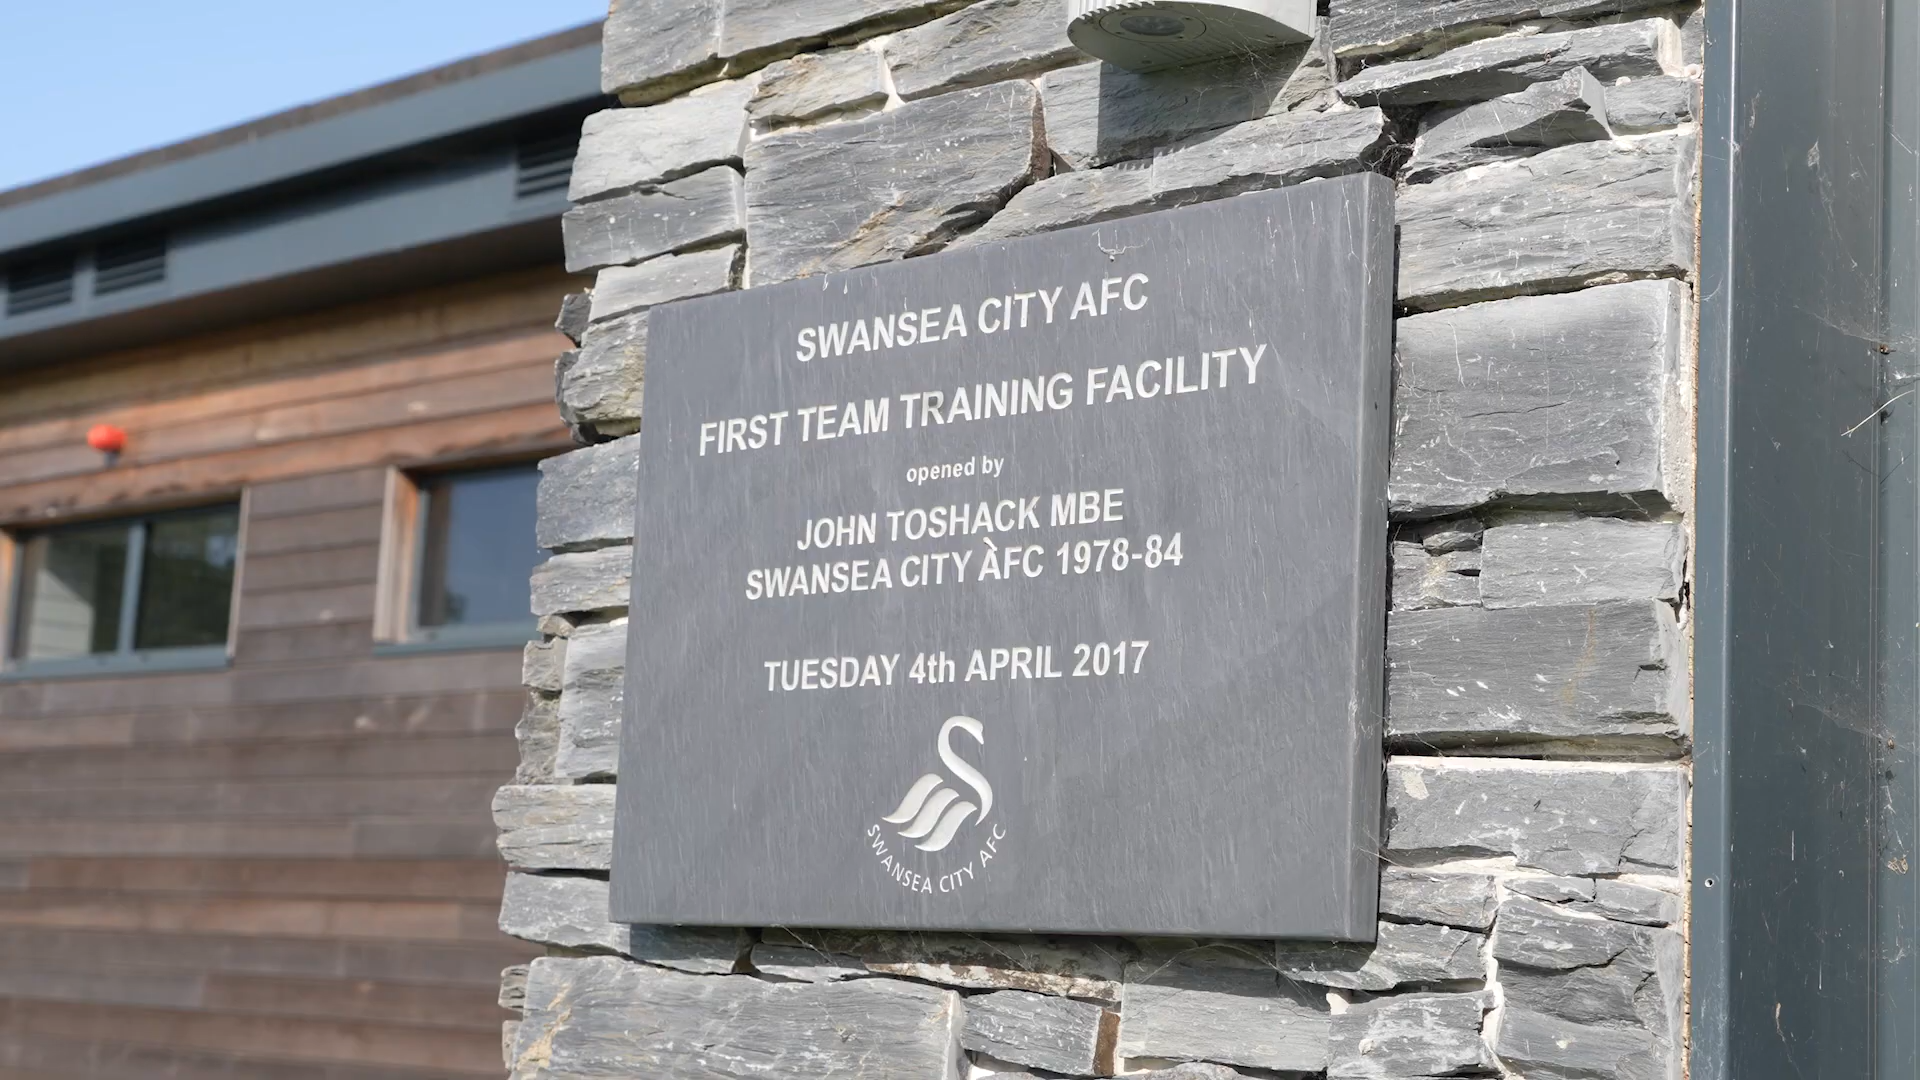 SWANSEA CITY AFC
FIRST TEAM TRAINING FACILITY
opened by
JOHN TOSHACK MBE
SWANSEA CITY AFC 1978-84
TUESDAY 4th APRIL 2017
SWANSEA CITY AFC